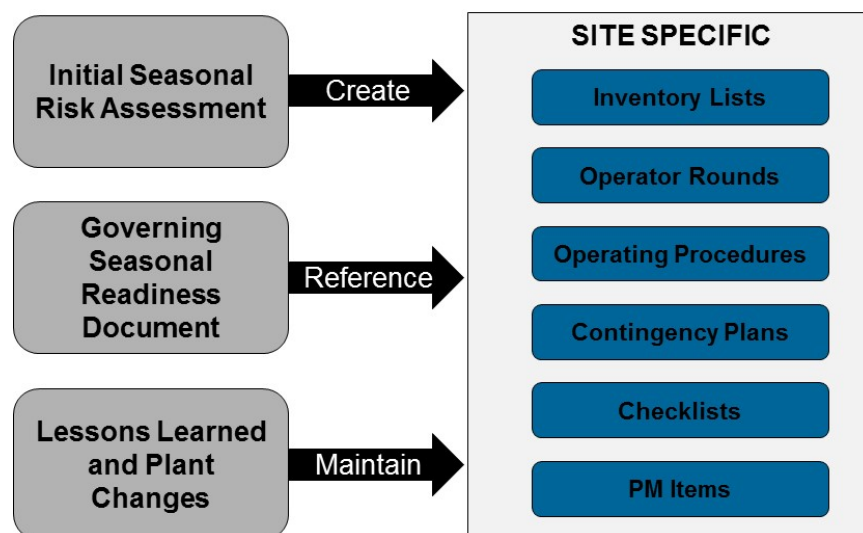 Initial Seasonal
Risk Assessment
Create
Governing
Seasonal
Readiness
Document
Reference
Lessons Learned
and Plant
Changes
Maintain
SITE SPECIFIC
Inventory Lists
Operator Rounds
Operating Procedures
Contingency Plans
Checklists
PM Items